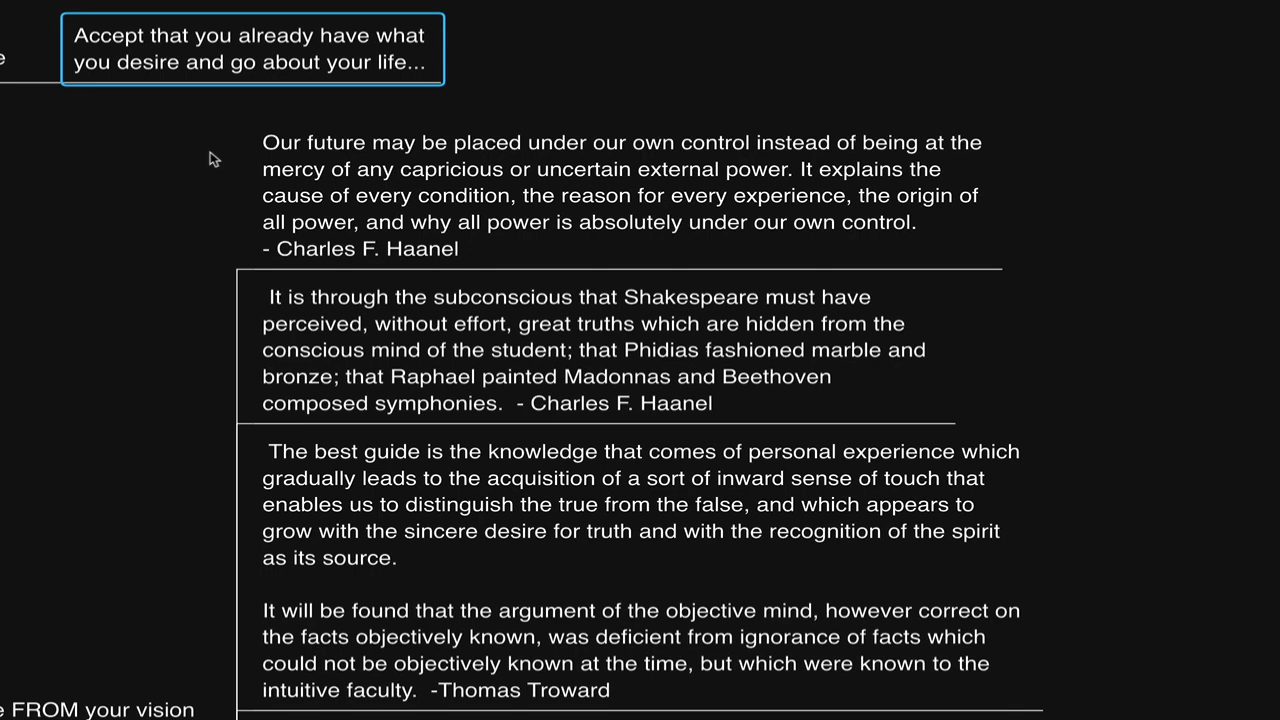 Accept that you already have what
you desire and go about your life...
e
Our future may be placed under our own control instead of being at the
mercy of any capricious or uncertain external power. It explains the
cause of every condition, the reason for every experience, the origin of
all power, and why all power is absolutely under our own control.
- Charles F. Haanel
It is through the subconscious that Shakespeare must have
perceived, without effort, great truths which are hidden from the
conscious mind of the student; that Phidias fashioned marble and
bronze; that Raphael painted Madonnas and Beethoven
composed symphonies.  - Charles F. Haanel
The best guide is the knowledge that comes of personal experience which
gradually leads to the acquisition of a sort of inward sense of touch that
enables us to distinguish the true from the false, and which appears to
grow with the sincere desire for truth and with the recognition of the spirit
as its source.
It will be found that the argument of the objective mind, however correct on
the facts objectively known, was deficient from ignorance of facts which
could not be objectively known at the time, but which were known to the
intuitive faculty.  -Thomas Troward
e FROM your vision